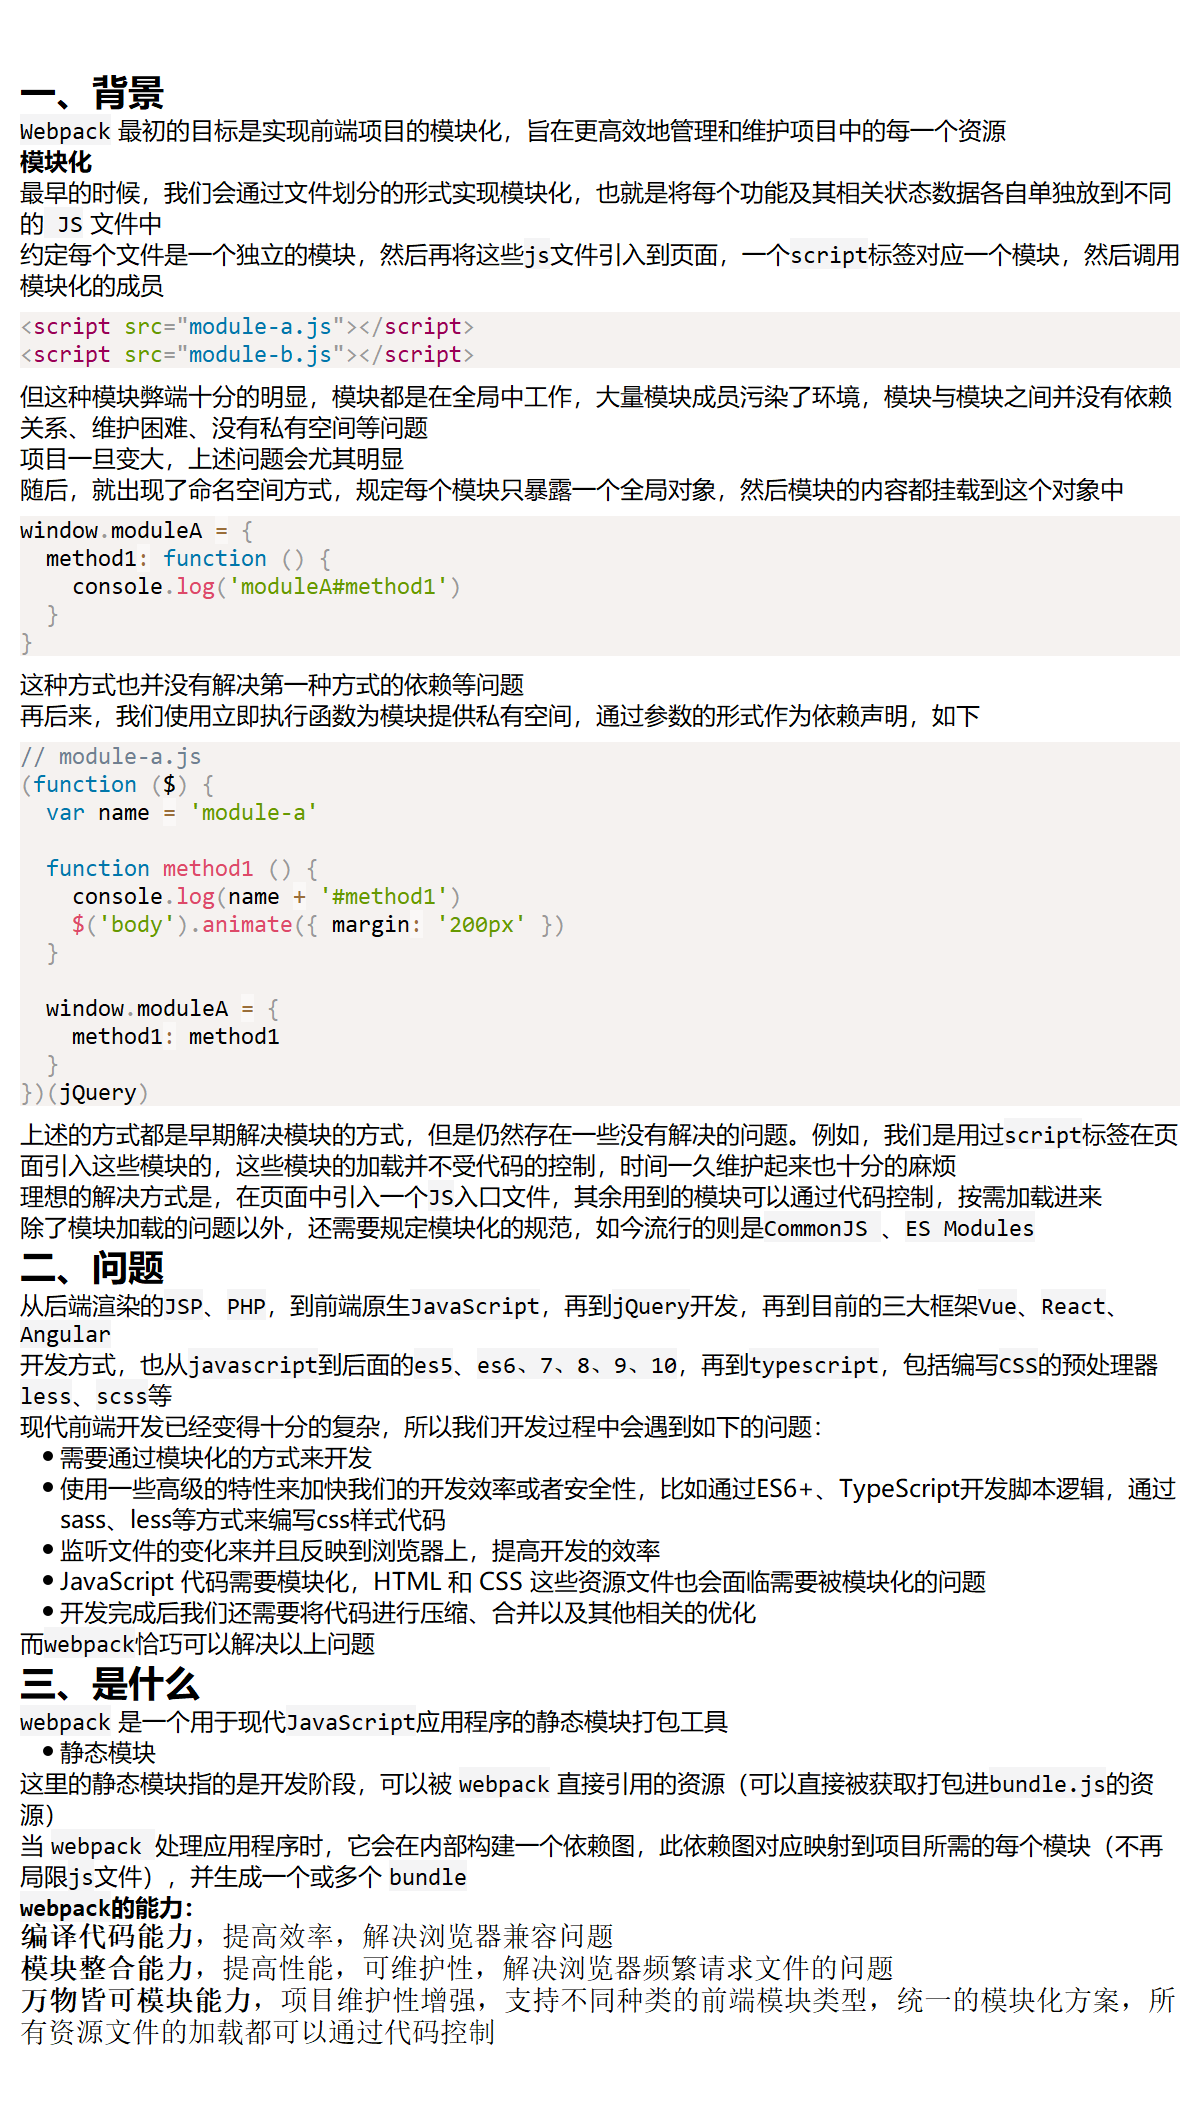 一、背景
Webpack 最初的目标是实现前端项目的模块化，旨在更高效地管理和维护项目中的每一个资源
模块化
最早的时候，我们会通过文件划分的形式实现模块化，也就是将每个功能及其相关状态数据各自单独放到不同
的 JS 文件中
约定每个文件是一个独立的模块，然后再将这些js文件引入到页面，一个script标签对应一个模块，然后调用
模块化的成员
<script src="module-a.js"></script>
<script src="module-b.js"></script>
但这种模块弊端十分的明显，模块都是在全局中工作，大量模块成员污染了环境，模块与模块之间并没有依赖
关系、维护困难、没有私有空间等问题
项目一旦变大，上述问题会尤其明显
随后，就出现了命名空间方式，规定每个模块只暴露一个全局对象，然后模块的内容都挂载到这个对象中
window.moduleA = {
  method1: function () {
    console.log('moduleA#method1')
  }
}
这种方式也并没有解决第一种方式的依赖等问题
再后来，我们使用立即执行函数为模块提供私有空间，通过参数的形式作为依赖声明，如下
// module-a.js
(function ($) {
  var name = 'module-a'
  function method1 () {
    console.log(name + '#method1')
    $('body').animate({ margin: '200px' })
  }
  window.moduleA = {
    method1: method1
  }
})(jQuery)
上述的方式都是早期解决模块的方式，但是仍然存在一些没有解决的问题。例如，我们是用过script标签在页
面引入这些模块的，这些模块的加载并不受代码的控制，时间一久维护起来也十分的麻烦
理想的解决方式是，在页面中引入一个JS入口文件，其余用到的模块可以通过代码控制，按需加载进来
除了模块加载的问题以外，还需要规定模块化的规范，如今流行的则是CommonJS 、ES Modules
二、问题
从后端渲染的JSP、PHP，到前端原生JavaScript，再到jQuery开发，再到目前的三大框架Vue、React、
Angular
开发方式，也从javascript到后面的es5、es6、7、8、9、10，再到typescript，包括编写CSS的预处理器
less、scss等
现代前端开发已经变得十分的复杂，所以我们开发过程中会遇到如下的问题：
●需要通过模块化的方式来开发
●使用一些高级的特性来加快我们的开发效率或者安全性，比如通过ES6+、TypeScript开发脚本逻辑，通过
sass、less等方式来编写css样式代码
●监听文件的变化来并且反映到浏览器上，提高开发的效率
●JavaScript 代码需要模块化，HTML 和 CSS 这些资源文件也会面临需要被模块化的问题
●开发完成后我们还需要将代码进行压缩、合并以及其他相关的优化
而webpack恰巧可以解决以上问题
三、是什么
webpack 是一个用于现代JavaScript应用程序的静态模块打包工具
●静态模块
这里的静态模块指的是开发阶段，可以被 webpack 直接引用的资源（可以直接被获取打包进bundle.js的资
源）
当 webpack 处理应用程序时，它会在内部构建一个依赖图，此依赖图对应映射到项目所需的每个模块（不再
局限js文件），并生成一个或多个 bundle
webpack的能力：
编译代码能力，提高效率，解决浏览器兼容问题
模块整合能力，提高性能，可维护性，解决浏览器频繁请求文件的问题
万物皆可模块能力，项目维护性增强，支持不同种类的前端模块类型，统一的模块化方案，所
有资源文件的加载都可以通过代码控制